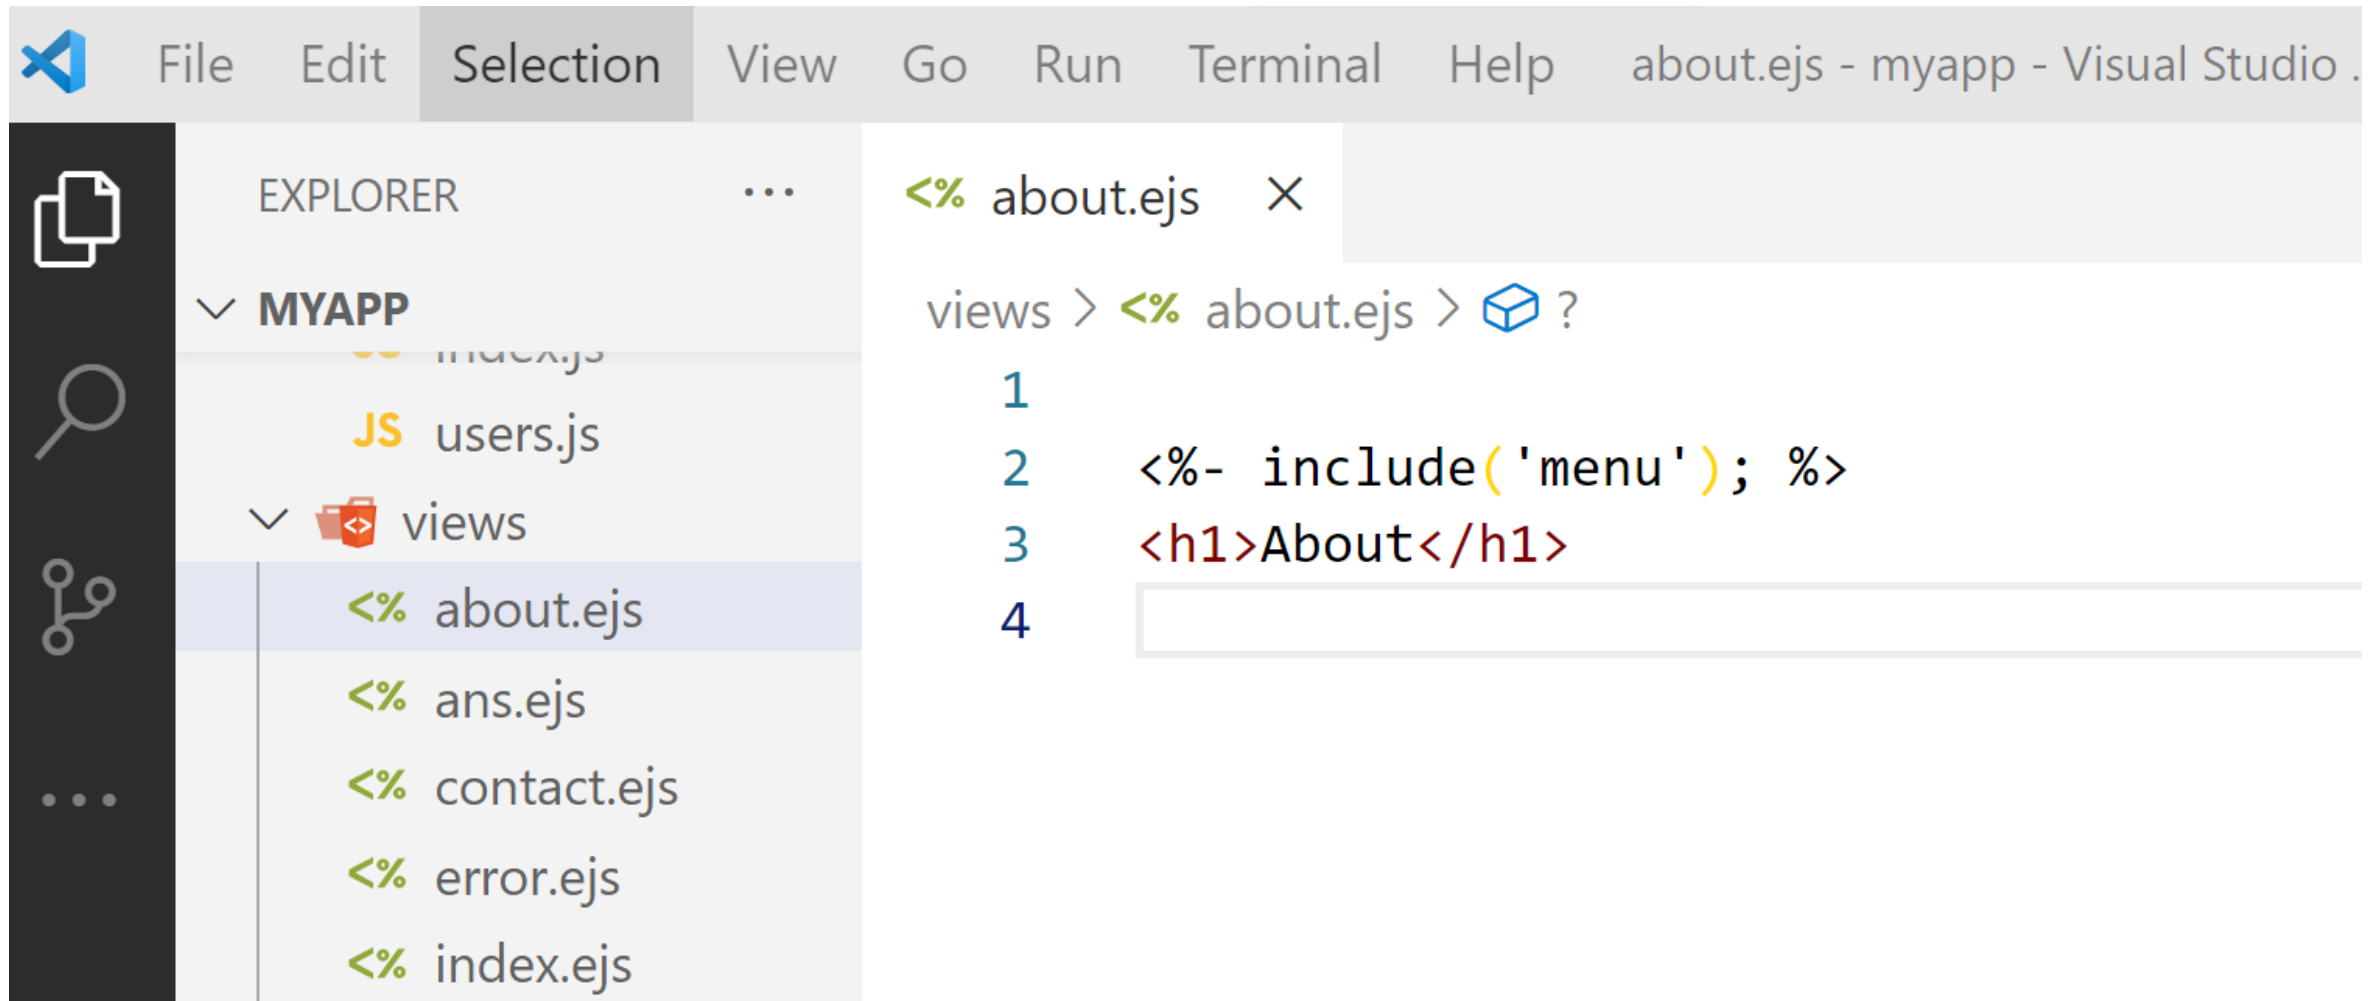 File Edit Selection View Go Run Terminal Help about.ejs - myapp - Visual Studio .
EXPLORER ...
MYAPP
index.js
JS users.js
views
<% about.ejs
<% ans.ejs
<% contact.ejs
<% error.ejs
<% index.ejs
<% about.ejs ×
views > <% about.ejs > ?
1
2 <%- include('menu'); %>
3 <h1>About</h1>
4